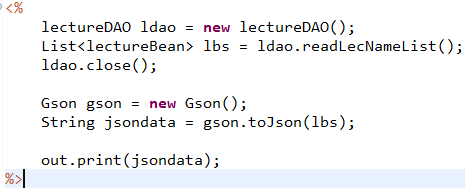 <%
lectureDAO ldao = new lectureDAO();
List<lectureBean> lbs = ldao.readLecNameList();
ldao.close();
Gson gson = new Gson();
String jsondata = gson.toJson(lbs);
out.print(jsondata);
%>